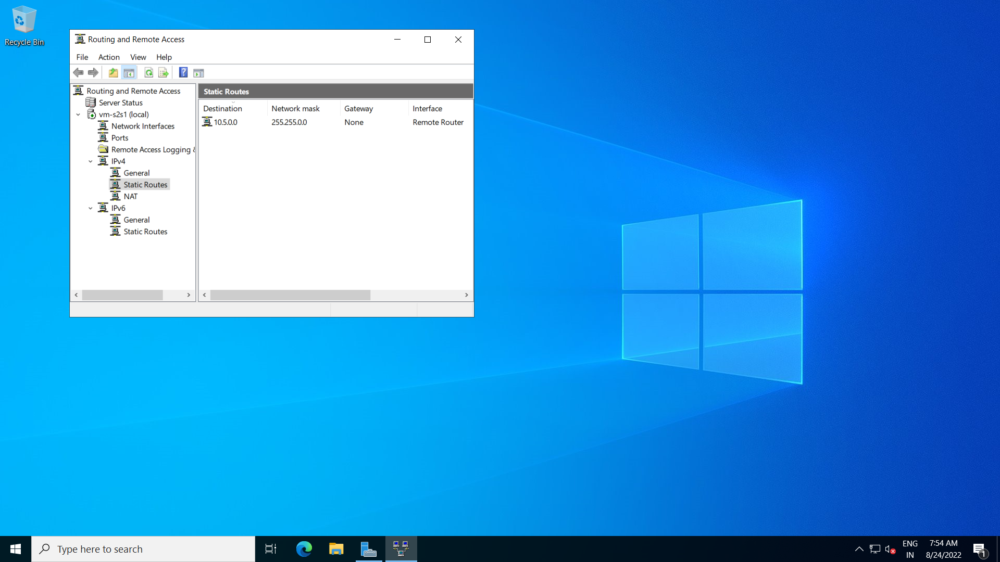 Recycle Bin
Routing and Remote Access
File Action View Help
Routing and Remote Access
Server Status
vm-s2s1 (local)
Network Interfaces
Ports
Remote Access Logging &
IPv4
General
Static Routes
NAT
IPv6
General
Static Routes
Static Routes
Destination Network mask Gateway Interface
10.5.0.0 255.255.0.0 None Remote Router
Type here to search
ENG
IN
7:54 AM
8/24/2022
1